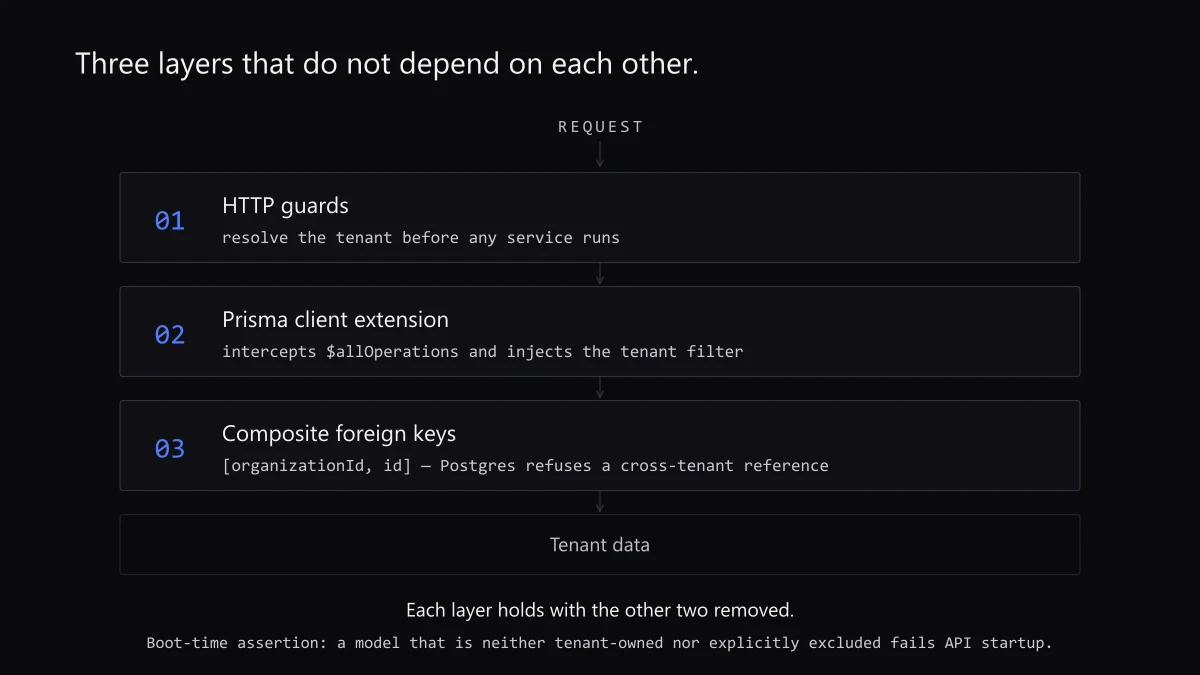 Three layers that do not depend on each other.
REQUEST
01
HTTP guards
resolve the tenant before any service runs
02
Prisma client extension
intercepts $allOperations and injects the tenant filter
03
Composite foreign keys
[organizationId, id] — Postgres refuses a cross-tenant reference
Tenant data
Each layer holds with the other two removed.
Boot-time assertion: a model that is neither tenant-owned nor explicitly excluded fails API startup.